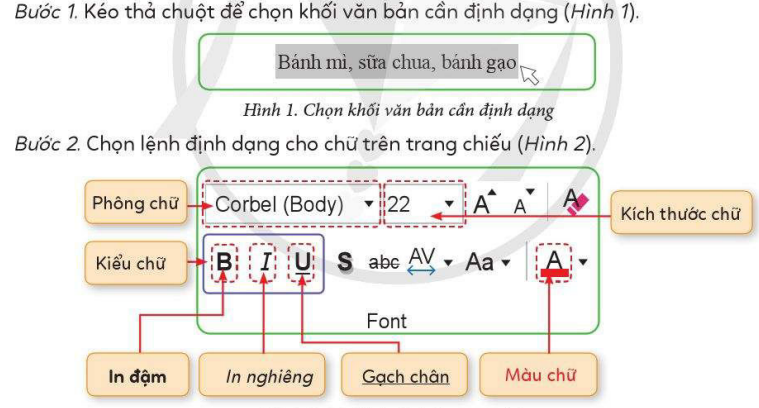 Bước 1. Kéo thả chuột để chọn khối văn bản cần định dạng (Hình 1).
Bánh mì, sữa chua, bánh gạo
Hình 1. Chọn khối văn bản cần định dạng
Bước 2. Chọn lệnh định dạng cho chữ trên trang chiếu (Hình 2).
Phông chữ Corbel (Body) 22 A A A Kích thước chữ
Kiểu chữ B I U S abc AV Aa A
Font
In đậm In nghiêng Gạch chân Màu chữ